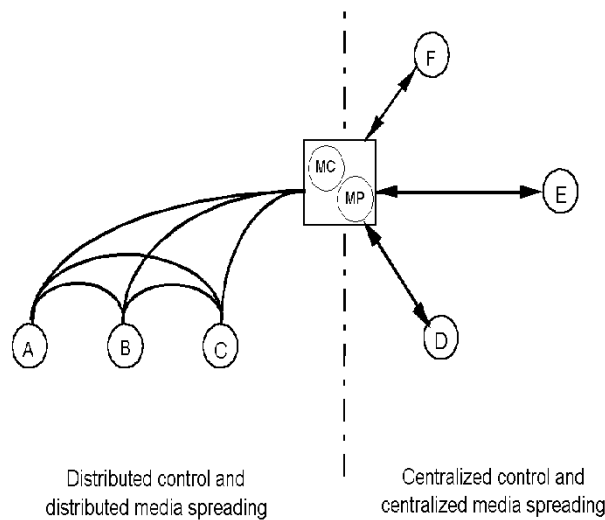 F
MC
MP
E
A
B
C
D
Distributed control and
distributed media spreading
Centralized control and
centralized media spreading